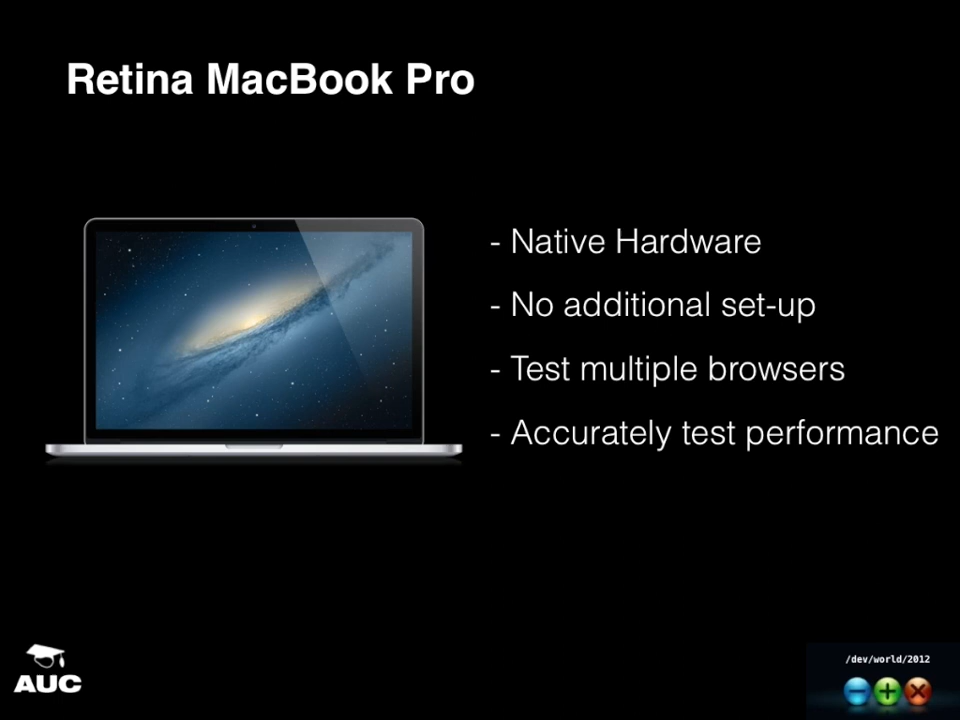 Retina MacBook Pro
- Native Hardware
- No additional set-up
- Test multiple browsers
- Accurately test performance
AUC
/dev/world/2012